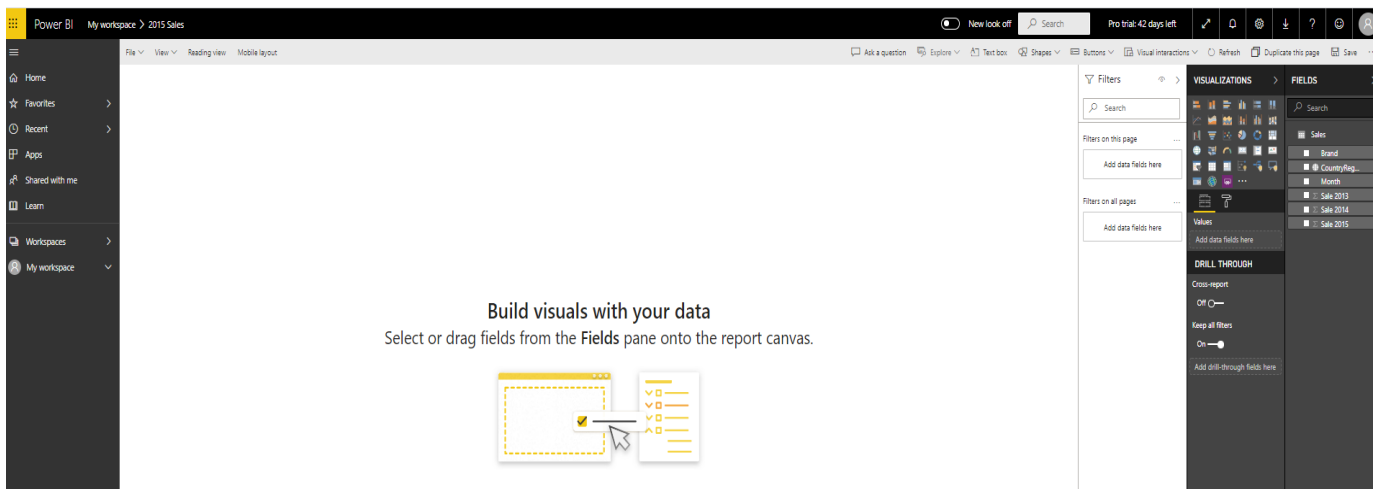 Power BI My workspace > 2015 Sales New look off Search Pro trial: 42 days left ?
File View Reading view Mobile layout Ask a question Explore Text box Shapes Buttons Visual interactions Refresh Duplicate this page Save ...
Home
Favorites
Recent
Apps
Shared with me
Learn
Workspaces
My workspace
Build visuals with your data
Select or drag fields from the Fields pane onto the report canvas.
Filters
Search
Filters on this page ...
Add data fields here
Filters on all pages ...
Add data fields here
VISUALIZATIONS
Values
Add data fields here
DRILL THROUGH
Cross-report
Off
Keep all filters
On
Add drill-through fields here
FIELDS
Search
Sales
Brand
CountryReg...
Month
Σ Sale 2013
Σ Sale 2014
Σ Sale 2015